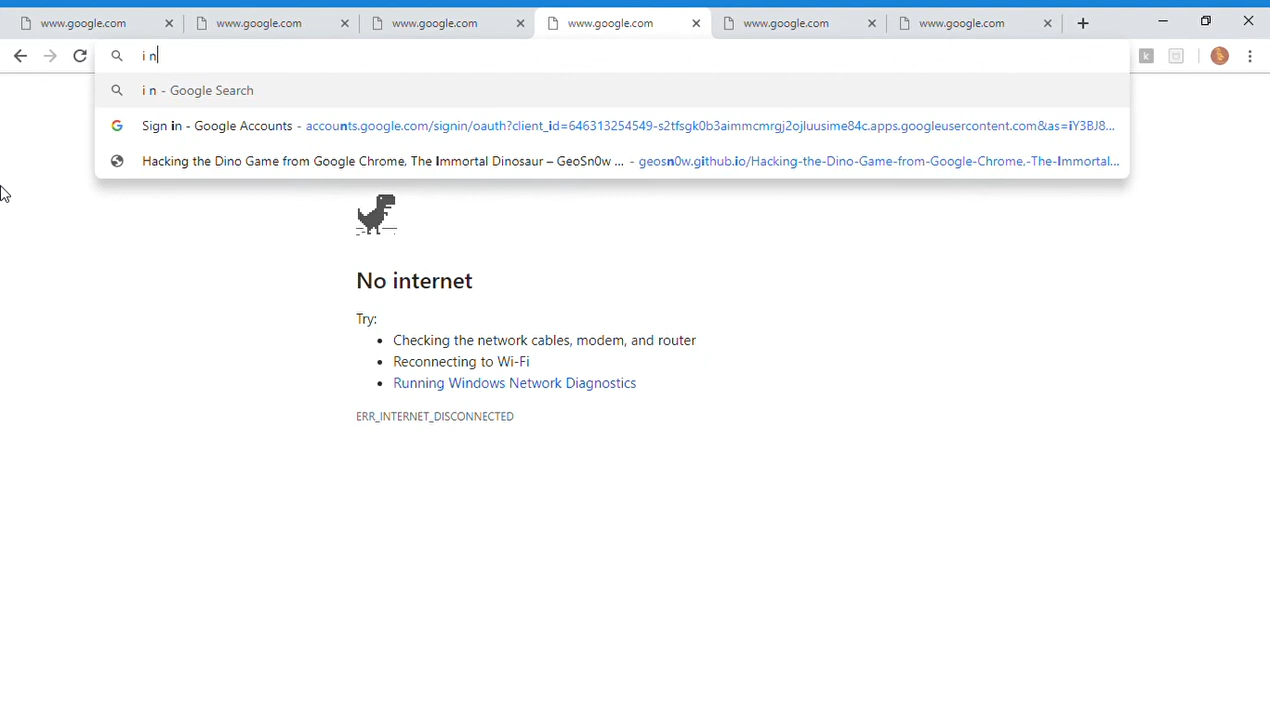 www.google.com www.google.com www.google.com www.google.com www.google.com www.google.com
i n
k
i n - Google Search
Sign in - Google Accounts - accounts.google.com/signin/oauth?client_id=646313254549-s2tfsgk0b3aimmcmrgj2ojluusime84c.apps.googleusercontent.com&as=iY3BJ8...
Hacking the Dino Game from Google Chrome, The Immortal Dinosaur – GeoSn0w ... - geosn0w.github.io/Hacking-the-Dino-Game-from-Google-Chrome,-The-Immortal...
No internet
Try:
• Checking the network cables, modem, and router
• Reconnecting to Wi-Fi
• Running Windows Network Diagnostics
ERR_INTERNET_DISCONNECTED